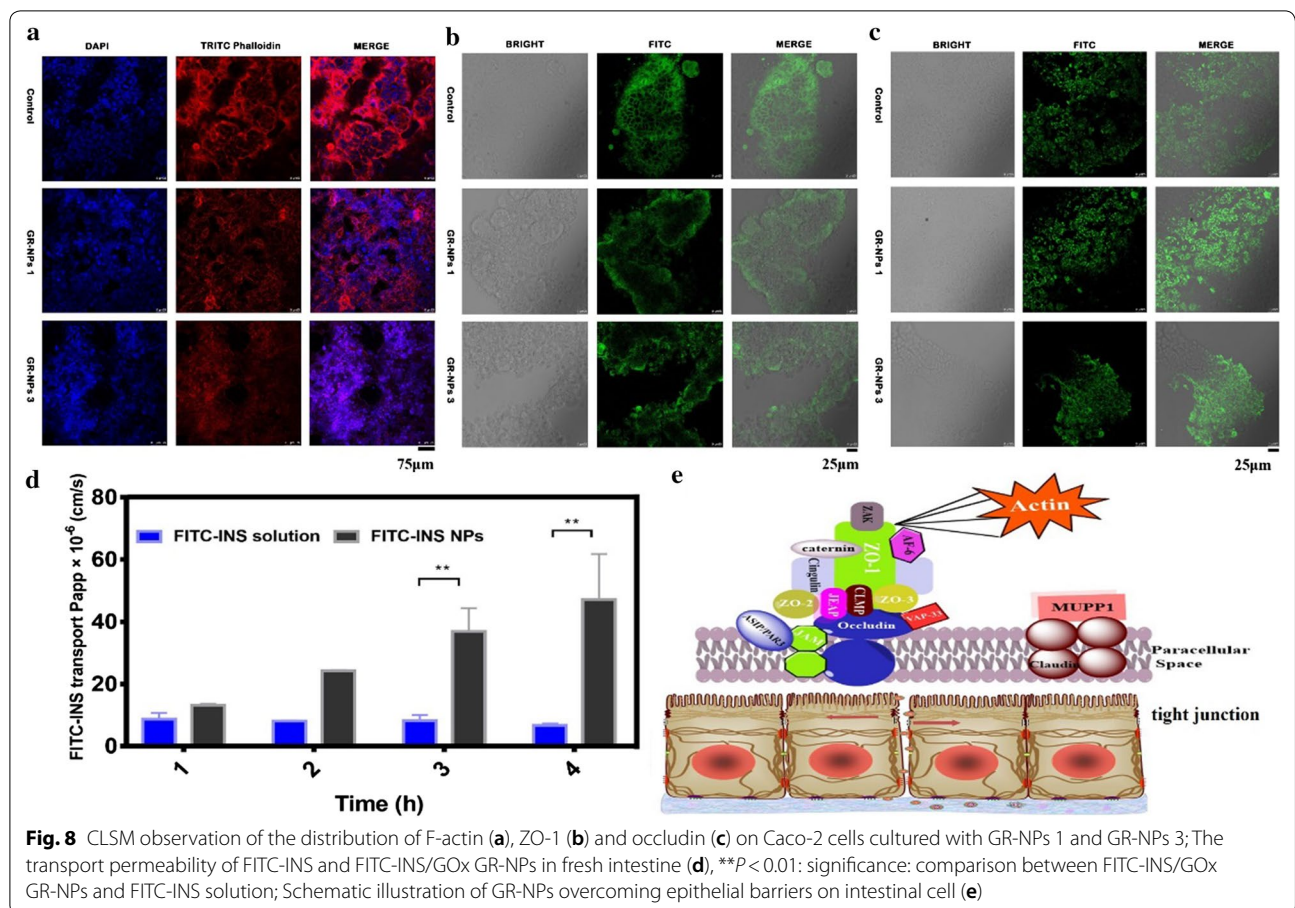 a
DAPI
TRITC Phalloidin
MERGE
Control
GR-NPs 1
GR-NPs 3
75μm
b
BRIGHT
FITC
MERGE
Control
GR-NPs 1
GR-NPs 3
25μm
c
BRIGHT
FITC
MERGE
Control
GR-NPs 1
GR-NPs 3
25μm
d
FITC-INS transport Papp × 10⁻⁶ (cm/s)
80
60
40
20
0
FITC-INS solution
FITC-INS NPs
**
**
1
2
3
4
Time (h)
e
ZAK
Actin
caternin
ZO-1
AF-6
Cingulin
ZO-2
JEAP
CLMP
ZO-3
ASIP/PAR3
JAM
Occludin
VAP-33
MUPP1
Claudin
Paracellular
Space
tight junction
Fig. 8 CLSM observation of the distribution of F-actin (a), ZO-1 (b) and occludin (c) on Caco-2 cells cultured with GR-NPs 1 and GR-NPs 3; The
transport permeability of FITC-INS and FITC-INS/GOx GR-NPs in fresh intestine (d), **P < 0.01: significance: comparison between FITC-INS/GOx
GR-NPs and FITC-INS solution; Schematic illustration of GR-NPs overcoming epithelial barriers on intestinal cell (e)